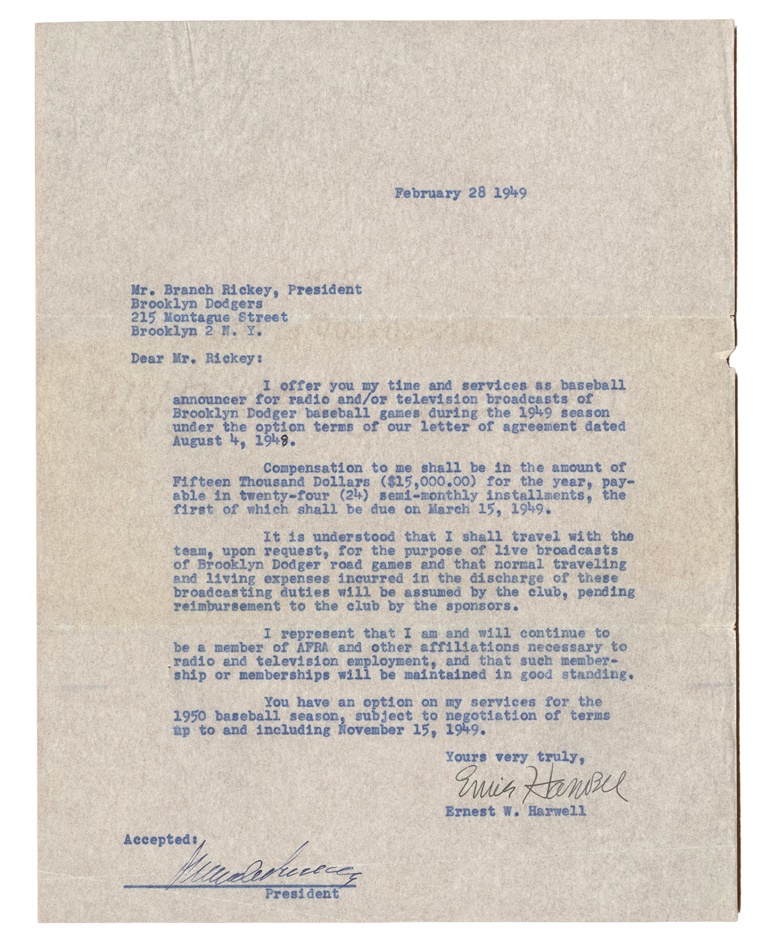 February 28 1949
Mr. Branch Rickey, President
Brooklyn Dodgers
215 Montague Street
Brooklyn 2 N. Y.
Dear Mr. Rickey:
I offer you my time and services as baseball
announcer for radio and/or television broadcasts of
Brooklyn Dodger baseball games during the 1949 season
under the option terms of our letter of agreement dated
August 4, 1948.
Compensation to me shall be in the amount of
Fifteen Thousand Dollars ($15,000.00) for the year, pay-
able in twenty-four (24) semi-monthly installments, the
first of which shall be due on March 15, 1949.
It is understood that I shall travel with the
team, upon request, for the purpose of live broadcasts
of Brooklyn Dodger road games and that normal traveling
and living expenses incurred in the discharge of these
broadcasting duties will be assumed by the club, pending
reimbursement to the club by the sponsors.
I represent that I am and will continue to
be a member of AFRA and other affiliations necessary to
radio and television employment, and that such member-
ship or memberships will be maintained in good standing.
You have an option on my services for the
1950 baseball season, subject to negotiation of terms
up to and including November 15, 1949.
Yours very truly,
Ernie Harwell
Ernest W. Harwell
Accepted:
President